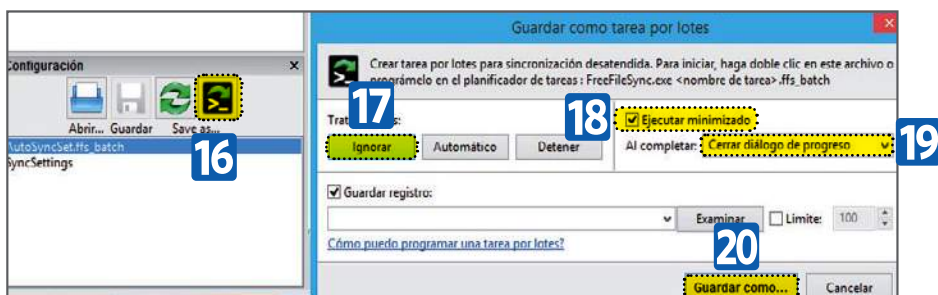 Guardar como tarea por lotes
Configuración
x
Crear tarea por lotes para sincronización desatendida. Para iniciar, haga doble clic en este archivo o
prográmelo en el planificador de tareas : FreeFileSync.exe <nombre de tarea>.ffs_batch
Abrir... Guardar Save as...
16
AutoSyncSet.ffs_batch
SyncSettings
17
Ignorar Automático Detener
18
Ejecutar minimizado
Al completar: Cerrar diálogo de progreso
19
Guardar registro:
Examinar Limite: 100
Cómo puedo programar una tarea por lotes?
20
Guardar como... Cancelar